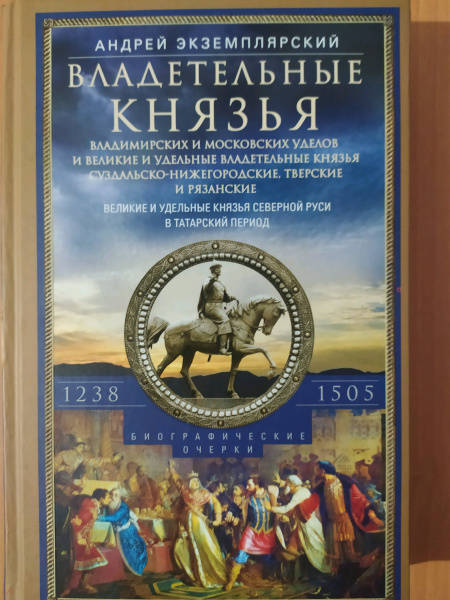 АНДРЕЙ ЭКЗЕМПЛЯРСКИЙ
ВЛАДЕТЕЛЬНЫЕ
КНЯЗЬЯ
ВЛАДИМИРСКИХ И МОСКОВСКИХ УДЕЛОВ
И ВЕЛИКИЕ И УДЕЛЬНЫЕ ВЛАДЕТЕЛЬНЫЕ КНЯЗЬЯ
СУЗДАЛЬСКО-НИЖЕГОРОДСКИЕ, ТВЕРСКИЕ
И РЯЗАНСКИЕ
ВЕЛИКИЕ И УДЕЛЬНЫЕ КНЯЗЬЯ СЕВЕРНОЙ РУСИ
В ТАТАРСКИЙ ПЕРИОД
1238 1505
БИОГРАФИЧЕСКИЕ
ОЧЕРКИ